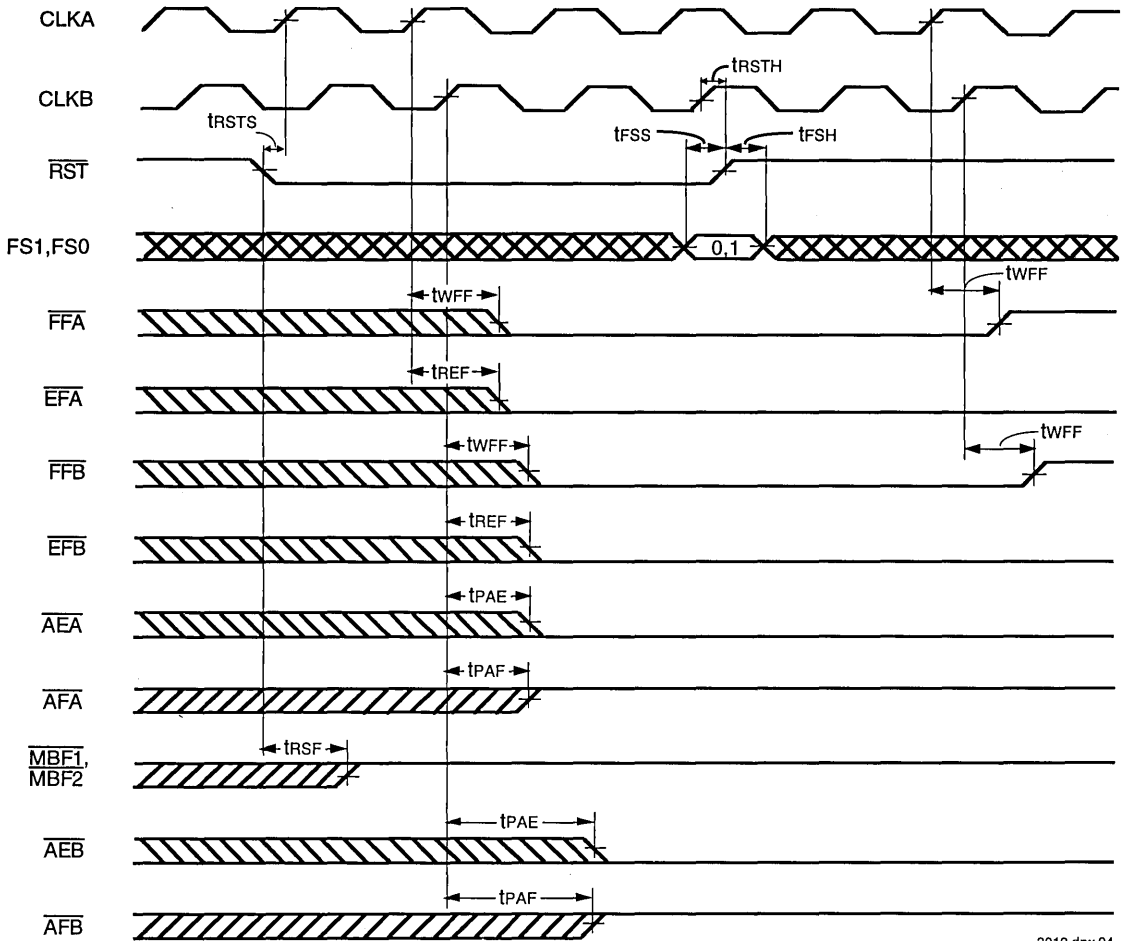 CLKA
CLKB
tRSTH
tRSTS
tFSS
tFSH
RST
FS1,FS0
0,1
tWFF
tWFF
FFA
tREF
EFA
tWFF
tWFF
FFB
tREF
EFB
tPAE
AEA
tPAF
AFA
tRSF
MBF1,
MBF2
tPAE
AEB
tPAF
AFB